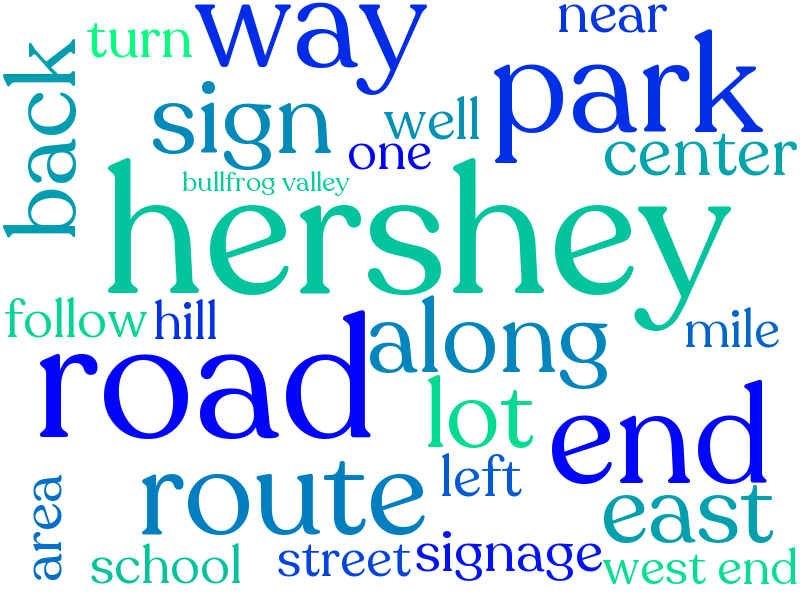 way
near
turn
park
back
sign
well
one
center
bullfrog valley
hershey
follow
hill
along
mile
road
lot
end
route
left
area
east
school
street
signage
west end